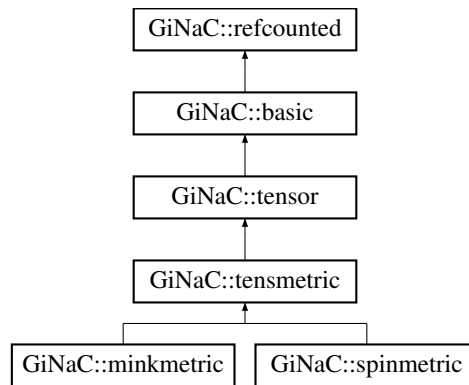 GiNaC::refcounted
GiNaC::basic
GiNaC::tensor
GiNaC::tensmetric
GiNaC::minkmetric
GiNaC::spinmetric